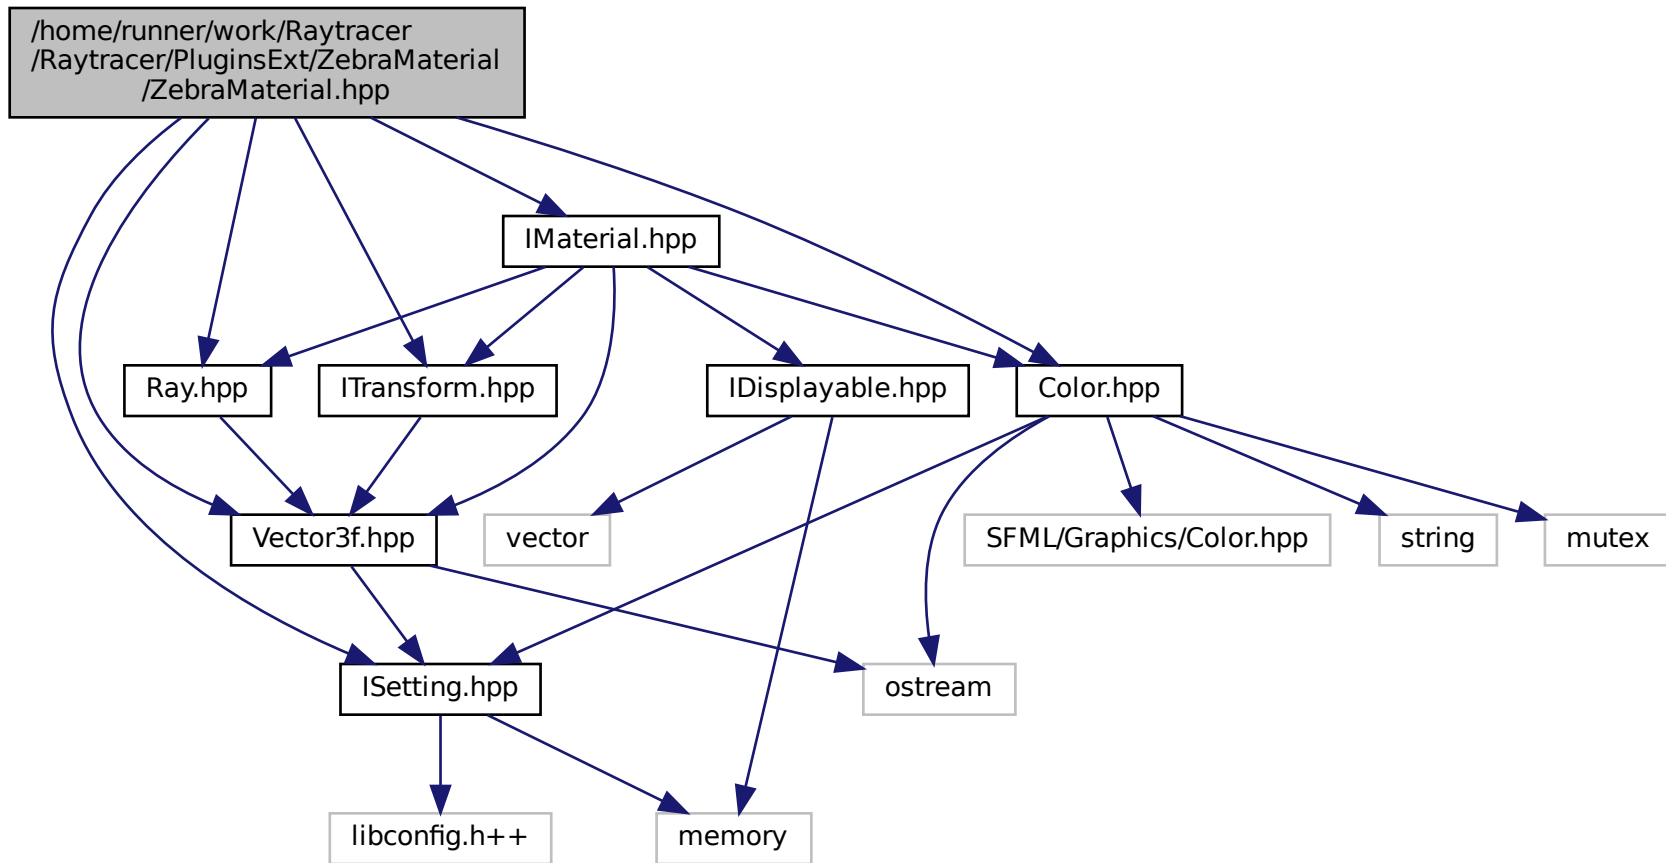 /home/runner/work/Raytracer
/Raytracer/PluginsExt/ZebraMaterial
/ZebraMaterial.hpp
IMaterial.hpp
Ray.hpp
ITransform.hpp
IDisplayable.hpp
Color.hpp
Vector3f.hpp
vector
SFML/Graphics/Color.hpp
string
mutex
ISetting.hpp
ostream
libconfig.h++
memory